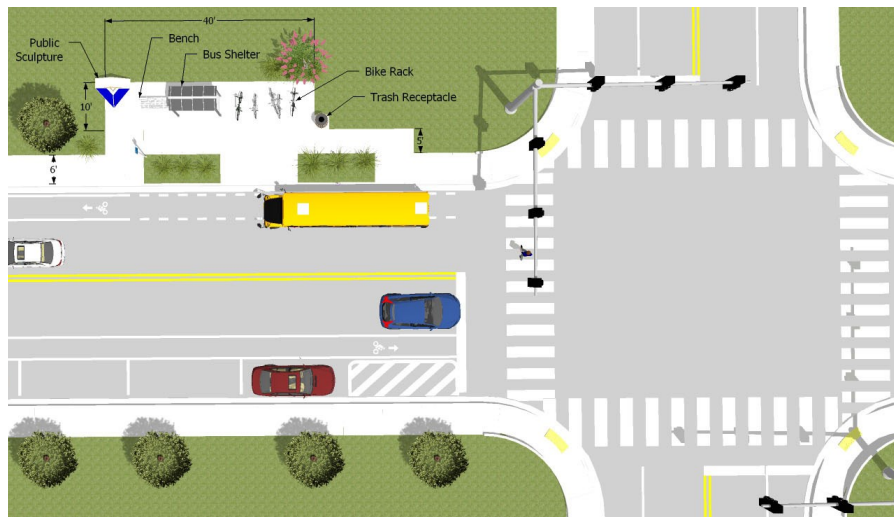 40'
Public
Sculpture
Bench
Bus Shelter
Bike Rack
Trash Receptacle
10'
5'
6'